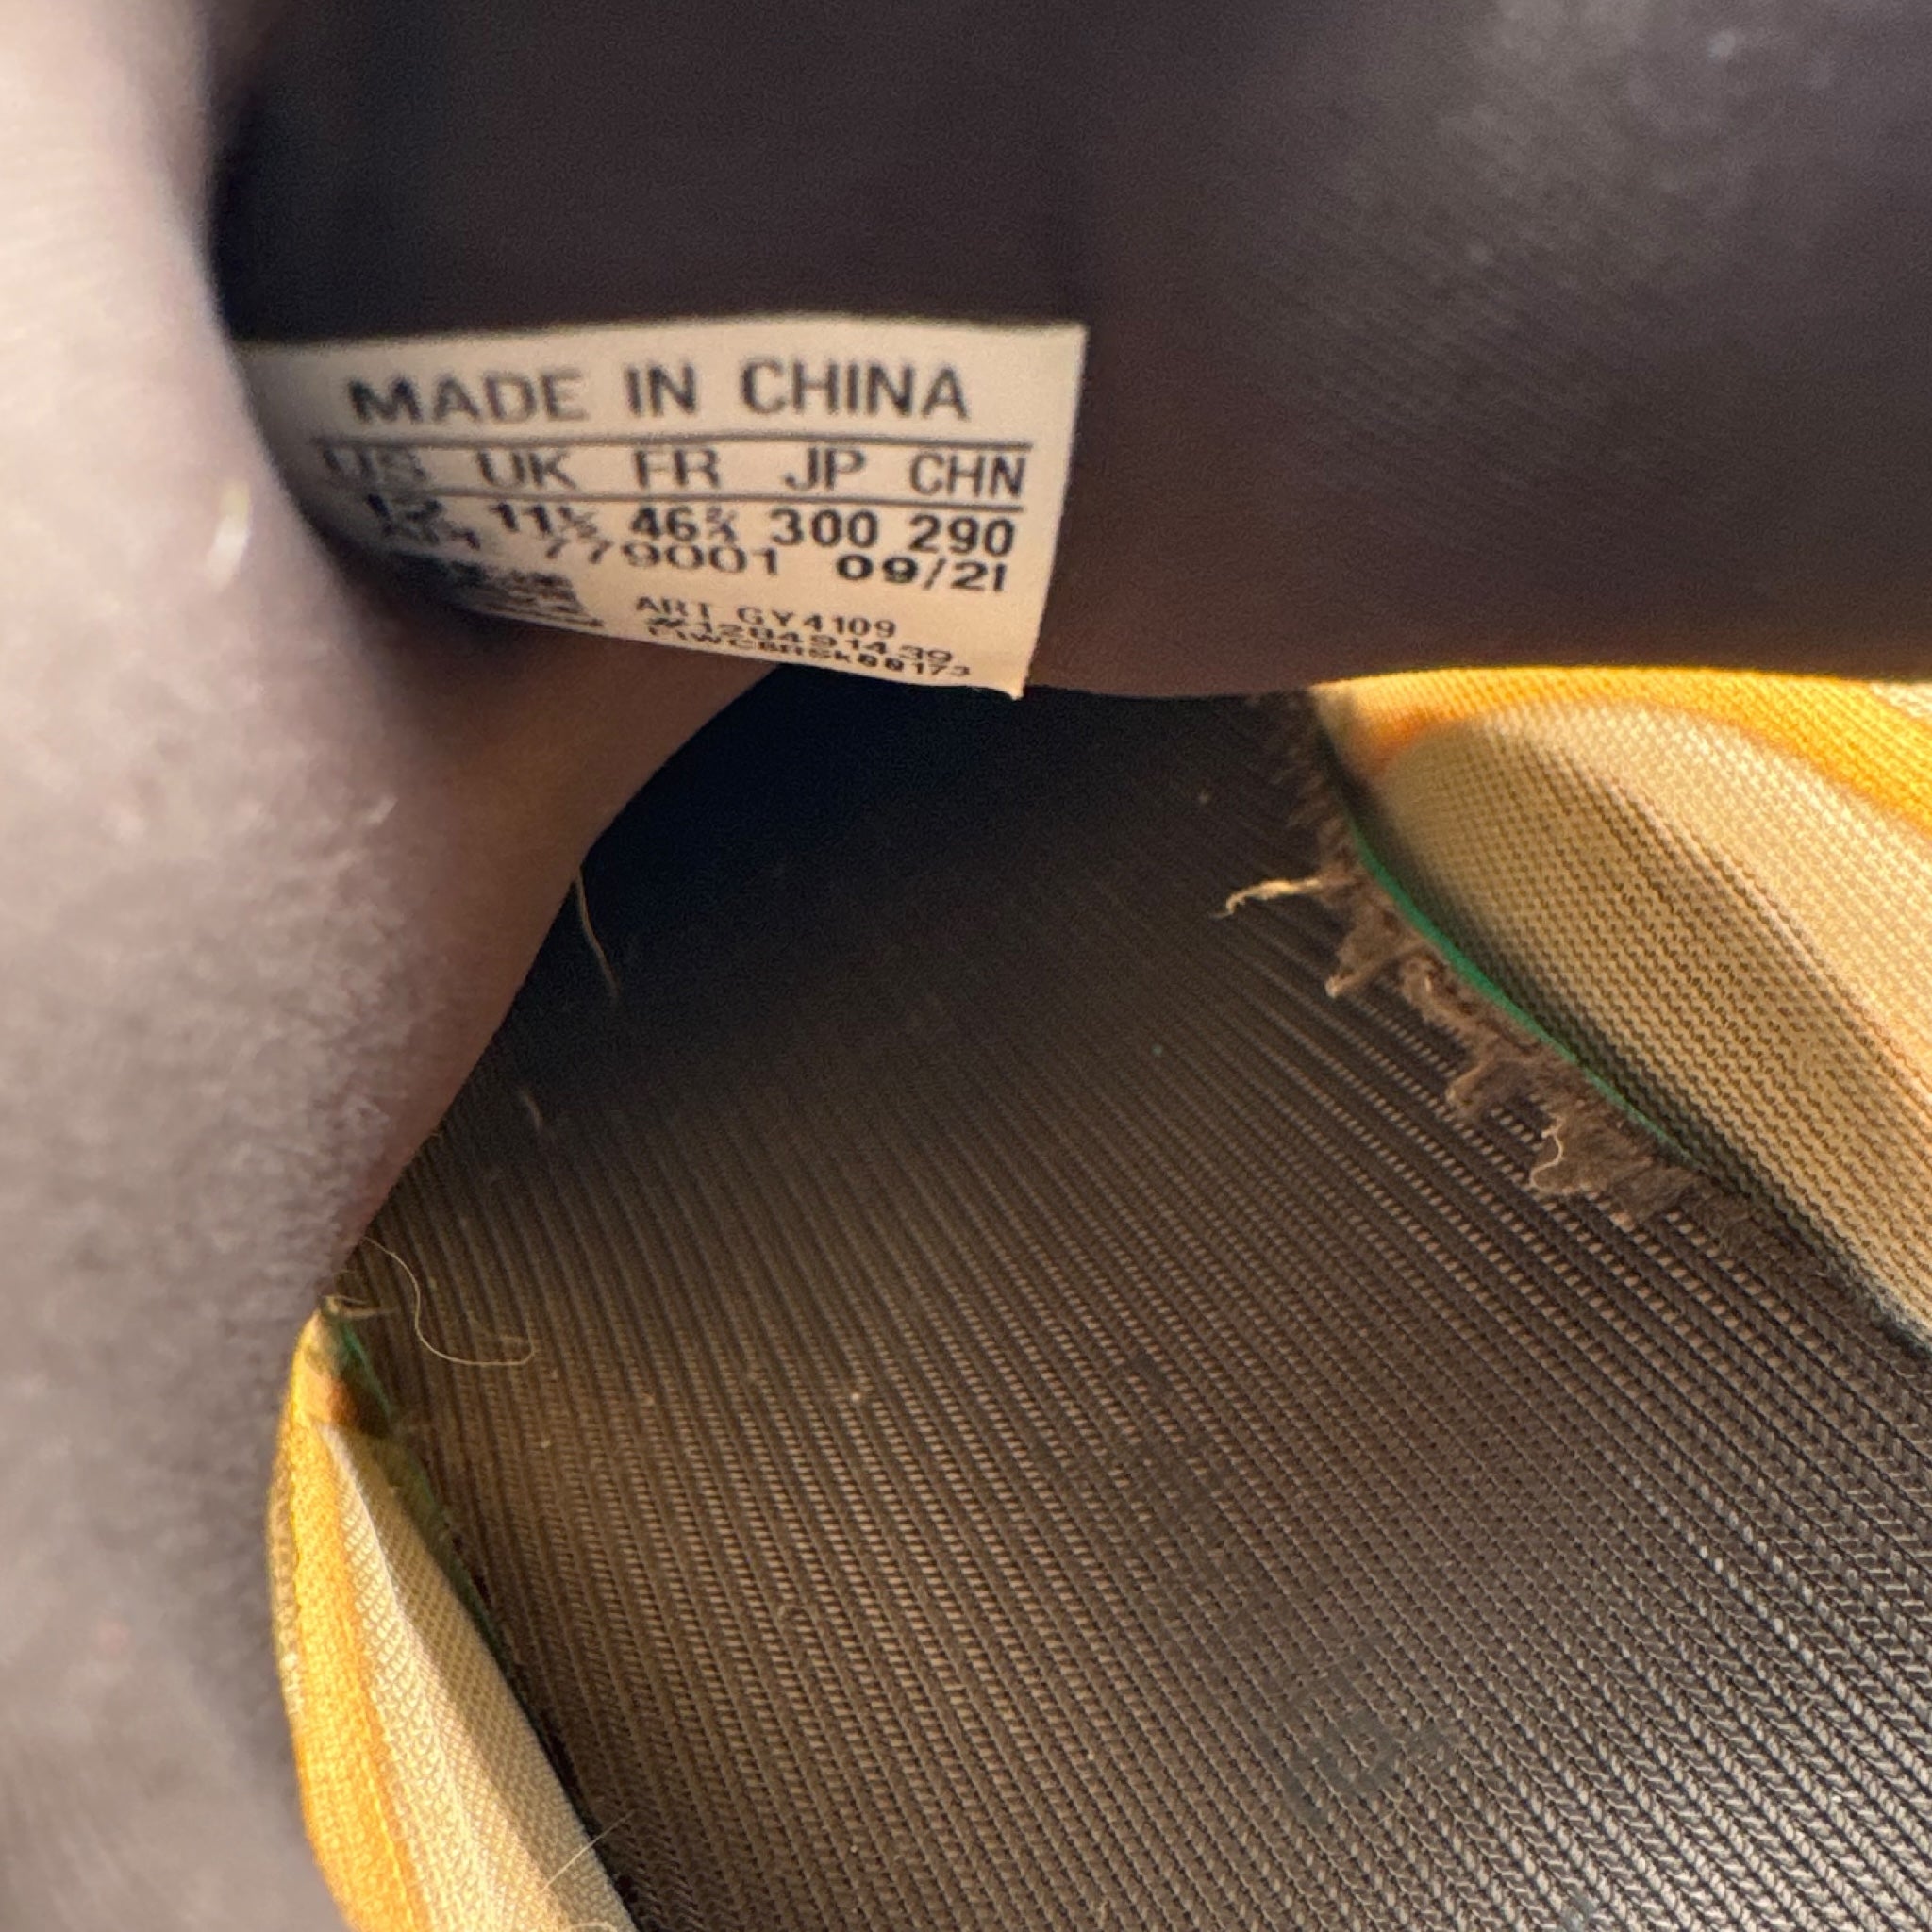 MADE IN CHINA
US UK FR JP CHN
12 11½ 46⅔ 300 290
779001 09/21
ART GY4109
#128491439